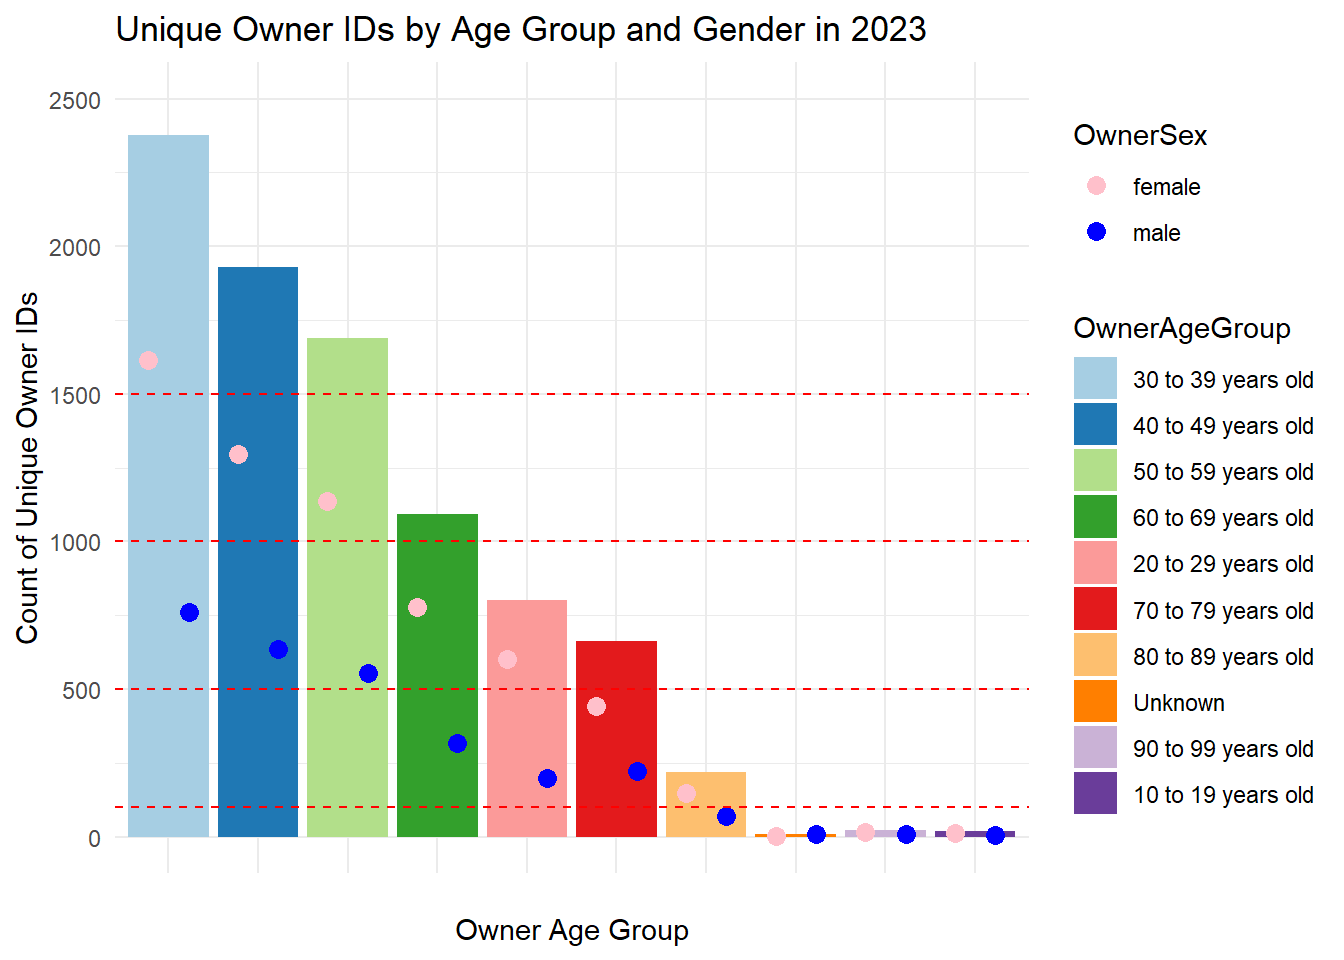 Unique Owner IDs by Age Group and Gender in 2023
Count of Unique Owner IDs
2500
2000
1500
1000
500
0
Owner Age Group
OwnerSex
female
male
OwnerAgeGroup
30 to 39 years old
40 to 49 years old
50 to 59 years old
60 to 69 years old
20 to 29 years old
70 to 79 years old
80 to 89 years old
Unknown
90 to 99 years old
10 to 19 years old